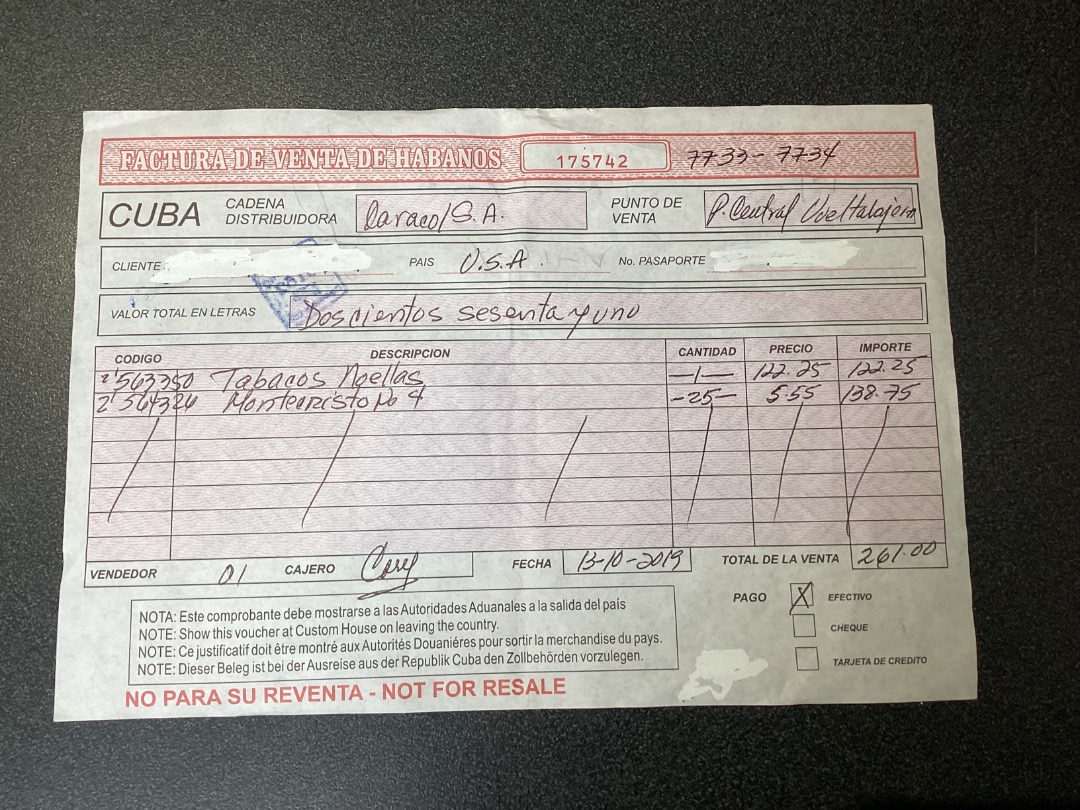 FACTURA DE VENTA DE HABANOS 175742 7733- 7734
CUBA CADENA DISTRIBUIDORA Caracol S.A. PUNTO DE VENTA P. Central
CLIENTE: PAIS U.S.A. No. PASAPORTE
VALOR TOTAL EN LETRAS Doscientos sesenta y uno
CODIGO DESCRIPCION CANTIDAD PRECIO IMPORTE
2'563350 Tabacos -1- 122.25 122.25
2'564326 Montecristo No 4 -25- 5.55 138.75
VENDEDOR 01 CAJERO FECHA 13-10-2019 TOTAL DE LA VENTA 261.00
NOTA: Este comprobante debe mostrarse a las Autoridades Aduanales a la salida del país
NOTE: Show this voucher at Custom House on leaving the country.
NOTE: Ce justificatif doit être montré aux Autorités Douaniéres pour sortir la merchandise du pays.
NOTE: Dieser Beleg ist bei der Ausreise aus der Republik Cuba den Zollbehörden vorzulegen.
PAGO X EFECTIVO
CHEQUE
TARJETA DE CREDITO
NO PARA SU REVENTA - NOT FOR RESALE